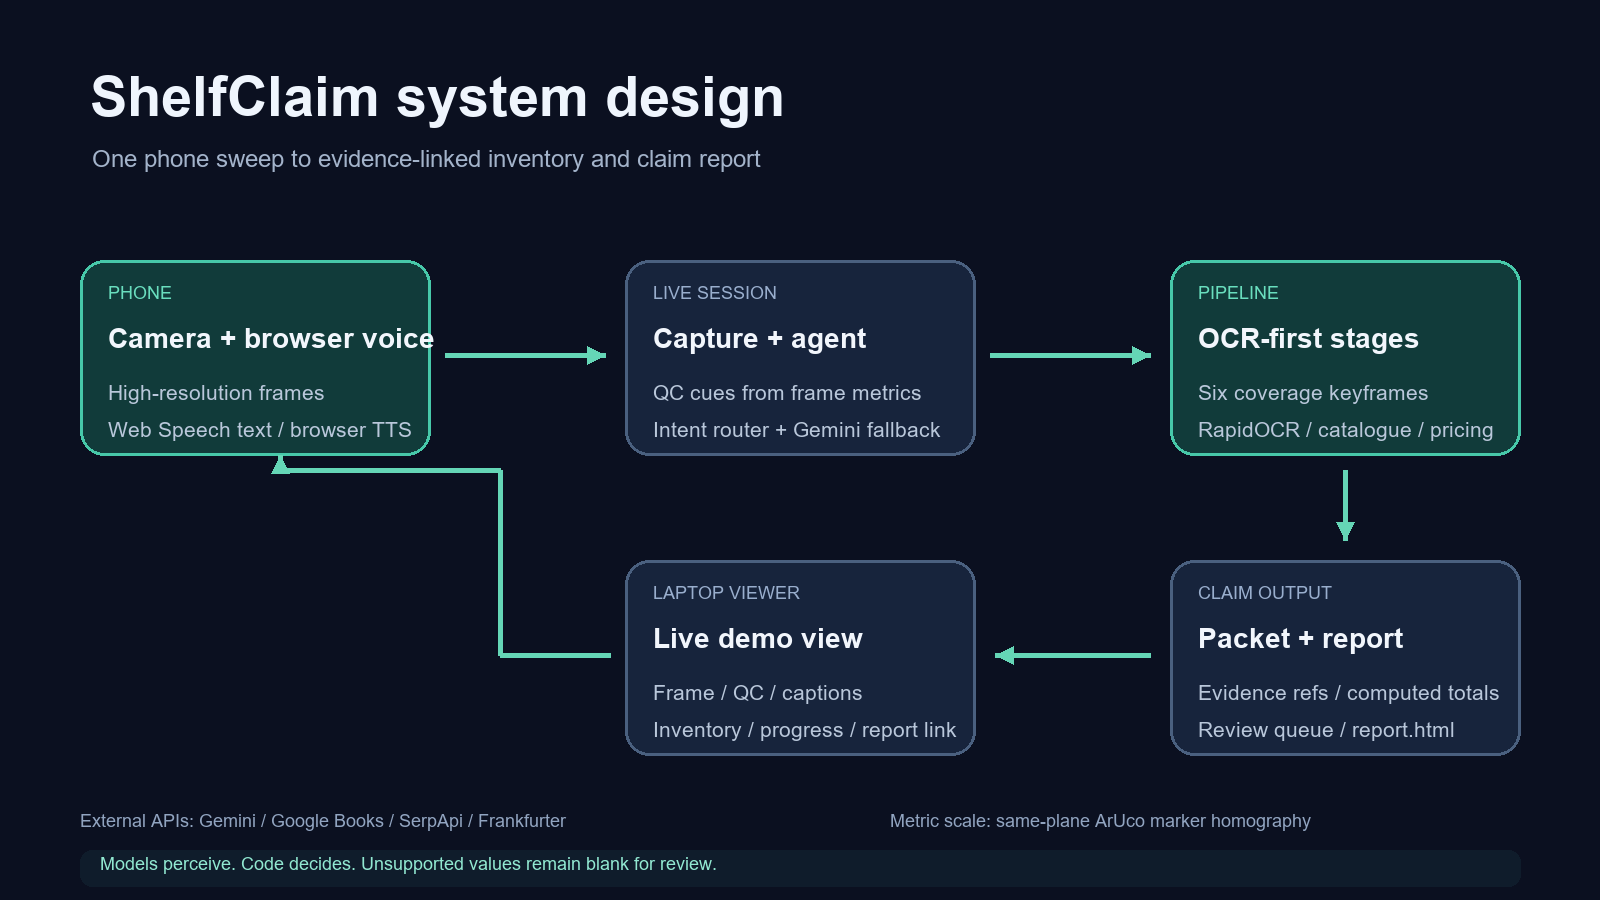 ShelfClaim system design
One phone sweep to evidence-linked inventory and claim report
PHONE
Camera + browser voice
High-resolution frames
Web Speech text / browser TTS
LIVE SESSION
Capture + agent
QC cues from frame metrics
Intent router + Gemini fallback
PIPELINE
OCR-first stages
Six coverage keyframes
RapidOCR / catalogue / pricing
LAPTOP VIEWER
Live demo view
Frame / QC / captions
Inventory / progress / report link
CLAIM OUTPUT
Packet + report
Evidence refs / computed totals
Review queue / report.html
External APIs: Gemini / Google Books / SerpApi / Frankfurter
Metric scale: same-plane ArUco marker homography
Models perceive. Code decides. Unsupported values remain blank for review.